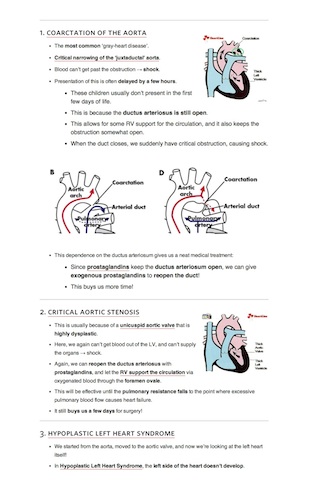 1. COARCTATION OF THE AORTA
The most common 'gray-heart disease'.
Critical narrowing of the 'juxtaductal' aorta.
Blood can't get past the obstruction → shock.
Presentation of this is often delayed by a few hours.
These children usually don't present in the first
few days of life.
This is because the ductus arteriosus is still open.
This allows for some RV support for the circulation, and it also keeps the
obstruction somewhat open.
When the duct closes, we suddenly have critical obstruction, causing shock.
Coarctation
Thick
Left
Ventricle
B
Aortic
arch
Coarctation
Arterial duct
Pulmonary
artery
D
Aortic
arch
Coarctation
Arterial duct
Pulmonary
artery
This dependence on the ductus arteriosum gives us a neat medical treatment:
Since prostaglandins keep the ductus arteriosum open, we can give
exogenous prostaglandins to reopen the duct!
This buys us more time!
2. CRITICAL AORTIC STENOSIS
This is usually because of a unicuspid aortic valve that is
highly dysplastic.
Here, we again can't get blood out of the LV, and can't supply
the organs → shock.
Again, we can reopen the ductus arteriosus with
prostaglandins, and let the RV support the circulation via
oxygenated blood through the foramen ovale.
This will be effective until the pulmonary resistance falls to the point where excessive
pulmonary blood flow causes heart failure.
It still buys us a few days for surgery!
Thick
Aortic
Valve
Thick
Left
Ventricle
3. HYPOPLASTIC LEFT HEART SYNDROME
We started from the aorta, moved to the aortic valve, and now we're looking at the left heart
itself!
In Hypoplastic Left Heart Syndrome, the left side of the heart doesn't develop.